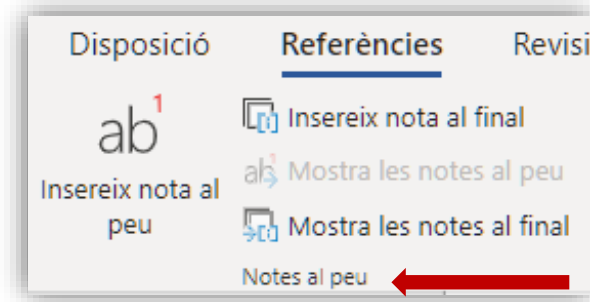 Disposició Referències Revisi
ab1
Insereix nota al
peu
Insereix nota al final
ab1 Mostra les notes al peu
Mostra les notes al final
Notes al peu